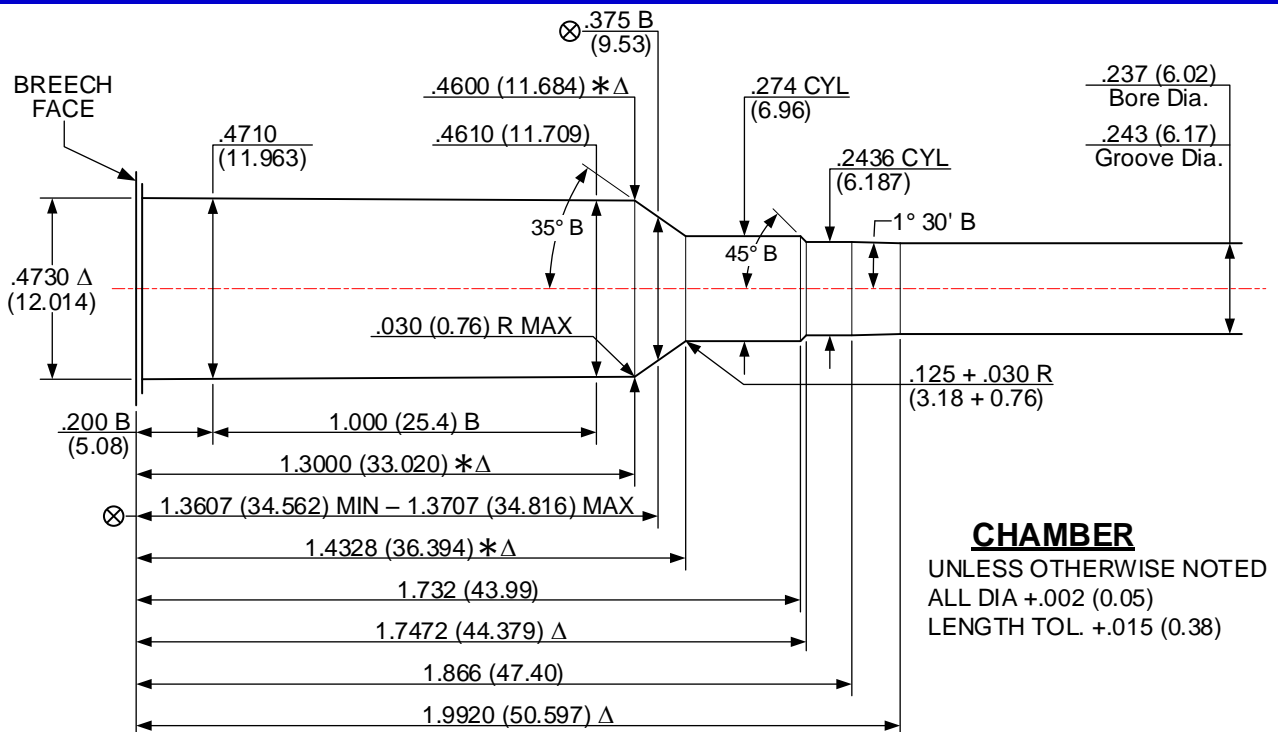 ⊗ .375 B
(9.53)
BREECH
FACE
.4600 (11.684) ∗ Δ
.274 CYL
(6.96)
.237 (6.02)
Bore Dia.
.4710
(11.963)
.4610 (11.709)
.243 (6.17)
Groove Dia.
.2436 CYL
(6.187)
35° B
1° 30' B
45° B
.4730 Δ
(12.014)
.030 (0.76) R MAX
.125 + .030 R
(3.18 + 0.76)
.200 B
(5.08)
1.000 (25.4) B
1.3000 (33.020) ∗ Δ
⊗ 1.3607 (34.562) MIN – 1.3707 (34.816) MAX
1.4328 (36.394) ∗ Δ
1.732 (43.99)
1.7472 (44.379) Δ
1.866 (47.40)
1.9920 (50.597) Δ
CHAMBER
UNLESS OTHERWISE NOTED
ALL DIA +.002 (0.05)
LENGTH TOL. +.015 (0.38)